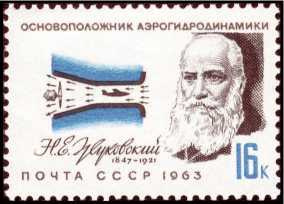 ОСНОВОПОЛОЖНИК АЭРОГИДРОДИНАМИКИ
Н.Е.Жуковский
1847-1921
16к
ПОЧТА СССР 1963